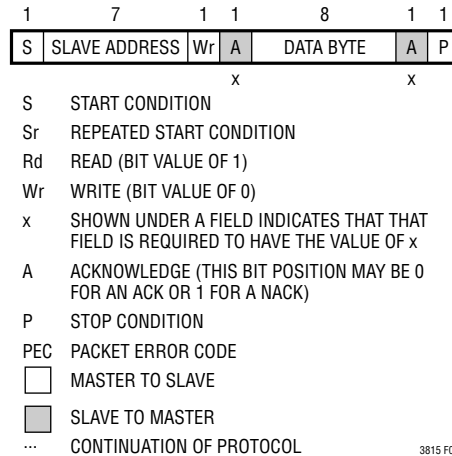 1 7 1 1 8 1 1
S SLAVE ADDRESS Wr A DATA BYTE A P
x x
S START CONDITION
Sr REPEATED START CONDITION
Rd READ (BIT VALUE OF 1)
Wr WRITE (BIT VALUE OF 0)
x SHOWN UNDER A FIELD INDICATES THAT THAT
FIELD IS REQUIRED TO HAVE THE VALUE OF x
A ACKNOWLEDGE (THIS BIT POSITION MAY BE 0
FOR AN ACK OR 1 FOR A NACK)
P STOP CONDITION
PEC PACKET ERROR CODE
MASTER TO SLAVE
SLAVE TO MASTER
... CONTINUATION OF PROTOCOL
3815